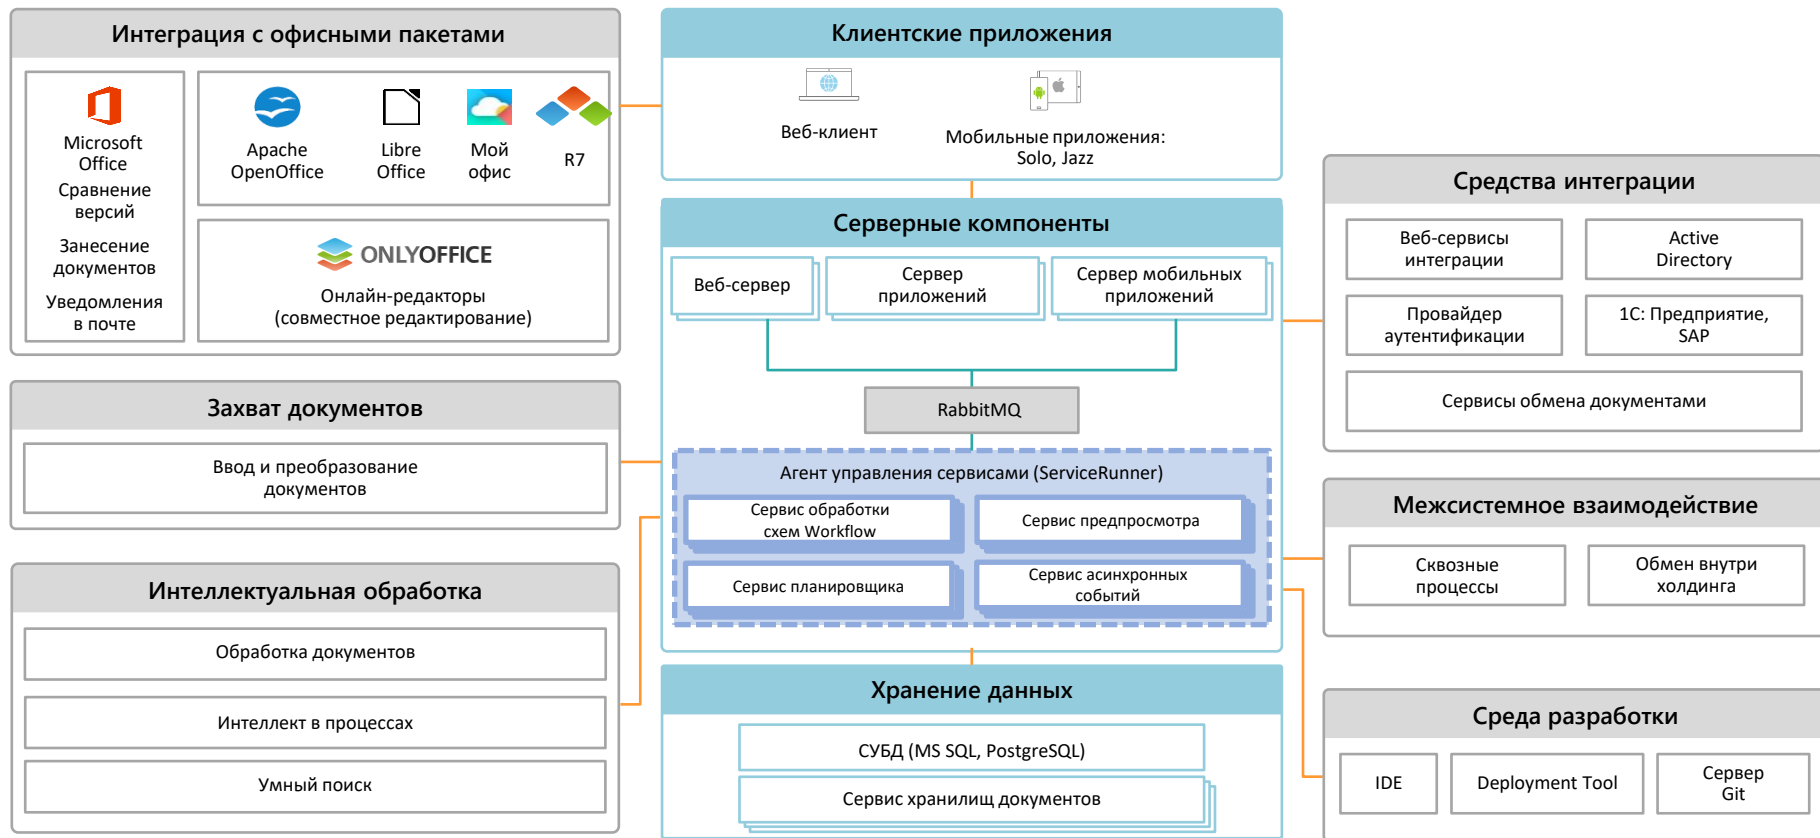 Интеграция с офисными пакетами
Microsoft
Office
Сравнение
версий
Занесение
документов
Уведомления
в почте
Apache
OpenOffice
Libre
Office
Мой
офис
R7
ONLYOFFICE
Онлайн-редакторы
(совместное редактирование)
Захват документов
Ввод и преобразование
документов
Интеллектуальная обработка
Обработка документов
Интеллект в процессах
Умный поиск
Клиентские приложения
Веб-клиент
Мобильные приложения:
Solo, Jazz
Серверные компоненты
Веб-сервер
Сервер
приложений
Сервер мобильных
приложений
RabbitMQ
Агент управления сервисами (ServiceRunner)
Сервис обработки
схем Workflow
Сервис предпросмотра
Сервис планировщика
Сервис асинхронных
событий
Хранение данных
СУБД (MS SQL, PostgreSQL)
Сервис хранилищ документов
Средства интеграции
Веб-сервисы
интеграции
Active
Directory
Провайдер
аутентификации
1С: Предприятие,
SAP
Сервисы обмена документами
Межсистемное взаимодействие
Сквозные
процессы
Обмен внутри
холдинга
Среда разработки
IDE
Deployment Tool
Сервер
Git